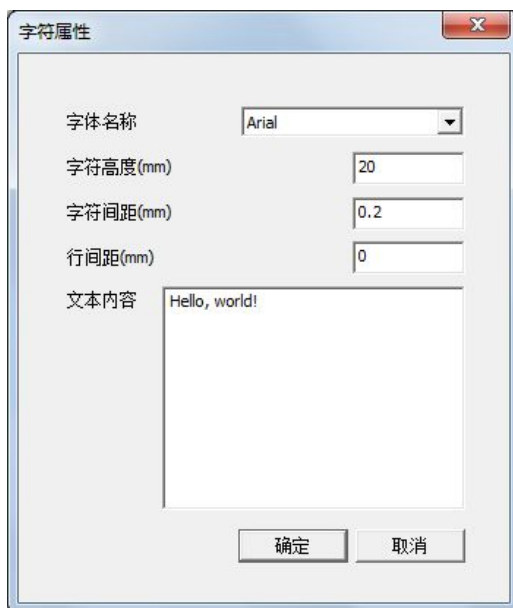 字符属性
字体名称 Arial
字符高度(mm) 20
字符间距(mm) 0.2
行间距(mm) 0
文本内容 Hello, world!
确定 取消